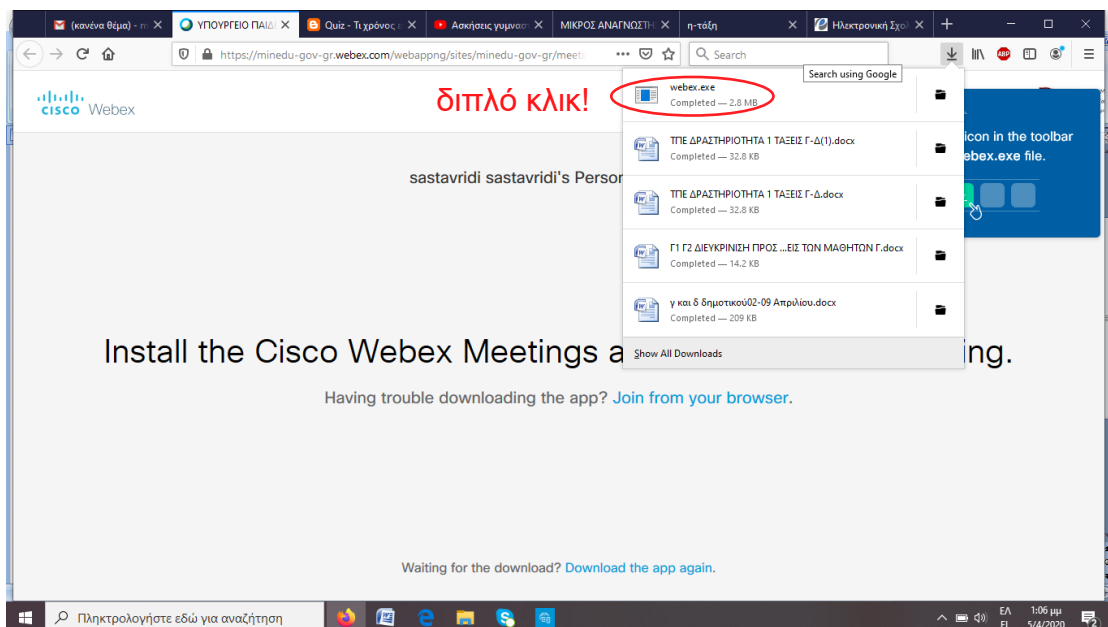 (κανένα θέμα) - m
ΥΠΟΥΡΓΕΙΟ ΠΑΙΔ
Quiz - Τι χρόνος ε
Ασκήσεις γυμνασ
ΜΙΚΡΟΣ ΑΝΑΓΝΩΣΤΗ
η-τάξη
Ηλεκτρονική Σχολ
https://minedu-gov-gr.webex.com/webappng/sites/minedu-gov-gr/meeti
Search
ABP
Search using Google
cisco Webex
διπλό κλικ!
webex.exe
Completed — 2.8 MB
icon in the toolbar
ebex.exe file.
ΤΠΕ ΔΡΑΣΤΗΡΙΟΤΗΤΑ 1 ΤΑΞΕΙΣ Γ-Δ(1).docx
Completed — 32.8 KB
sastavridi sastavridi's Person
ΤΠΕ ΔΡΑΣΤΗΡΙΟΤΗΤΑ 1 ΤΑΞΕΙΣ Γ-Δ.docx
Completed — 32.8 KB
Γ1 Γ2 ΔΙΕΥΚΡΙΝΙΣΗ ΠΡΟΣ ...ΕΙΣ ΤΩΝ ΜΑΘΗΤΩΝ Γ.docx
Completed — 14.2 KB
γ και δ δημοτικού02-09 Απριλίου.docx
Completed — 209 KB
Show All Downloads
Install the Cisco Webex Meetings a
ing.
Having trouble downloading the app? Join from your browser.
Waiting for the download? Download the app again.
Πληκτρολογήστε εδώ για αναζήτηση
ΕΛ
1:06 μμ
EL
5/4/2020
2